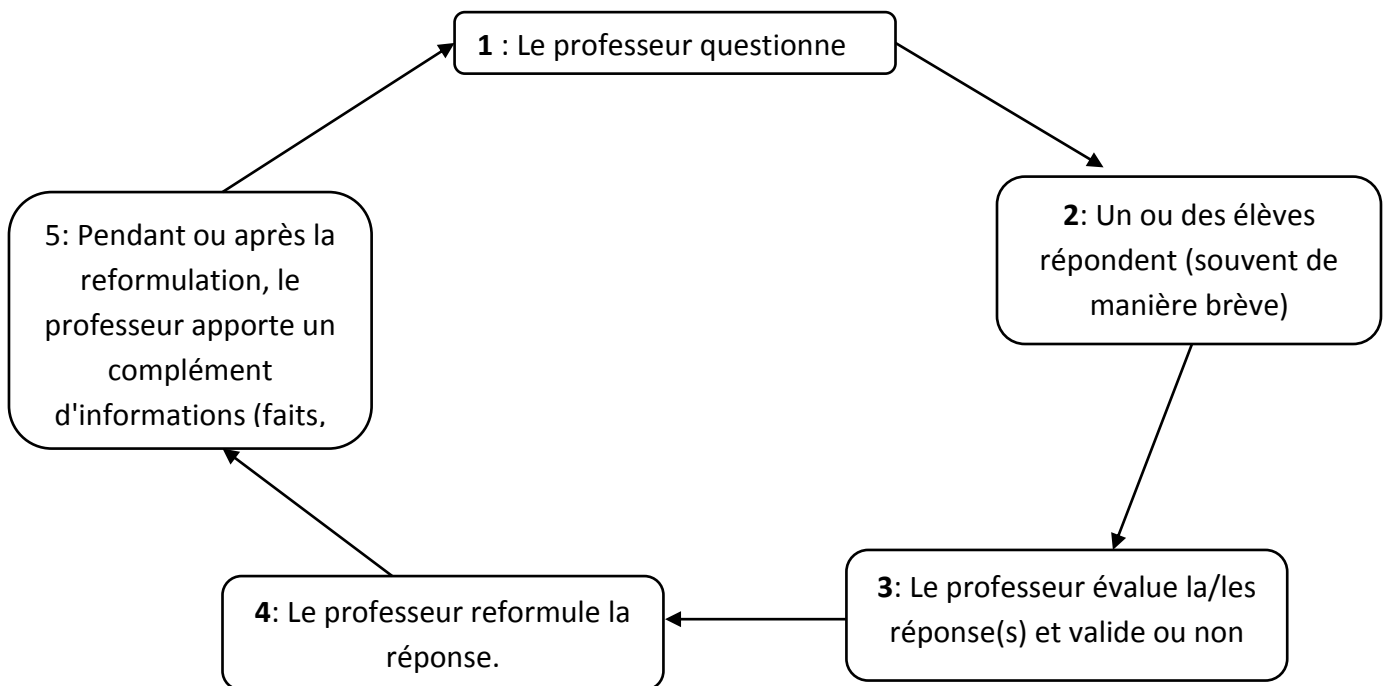 1 : Le professeur questionne
2: Un ou des élèves
répondent (souvent de
manière brève)
3: Le professeur évalue la/les
réponse(s) et valide ou non
4: Le professeur reformule la
réponse.
5: Pendant ou après la
reformulation, le
professeur apporte un
complément
d'informations (faits,